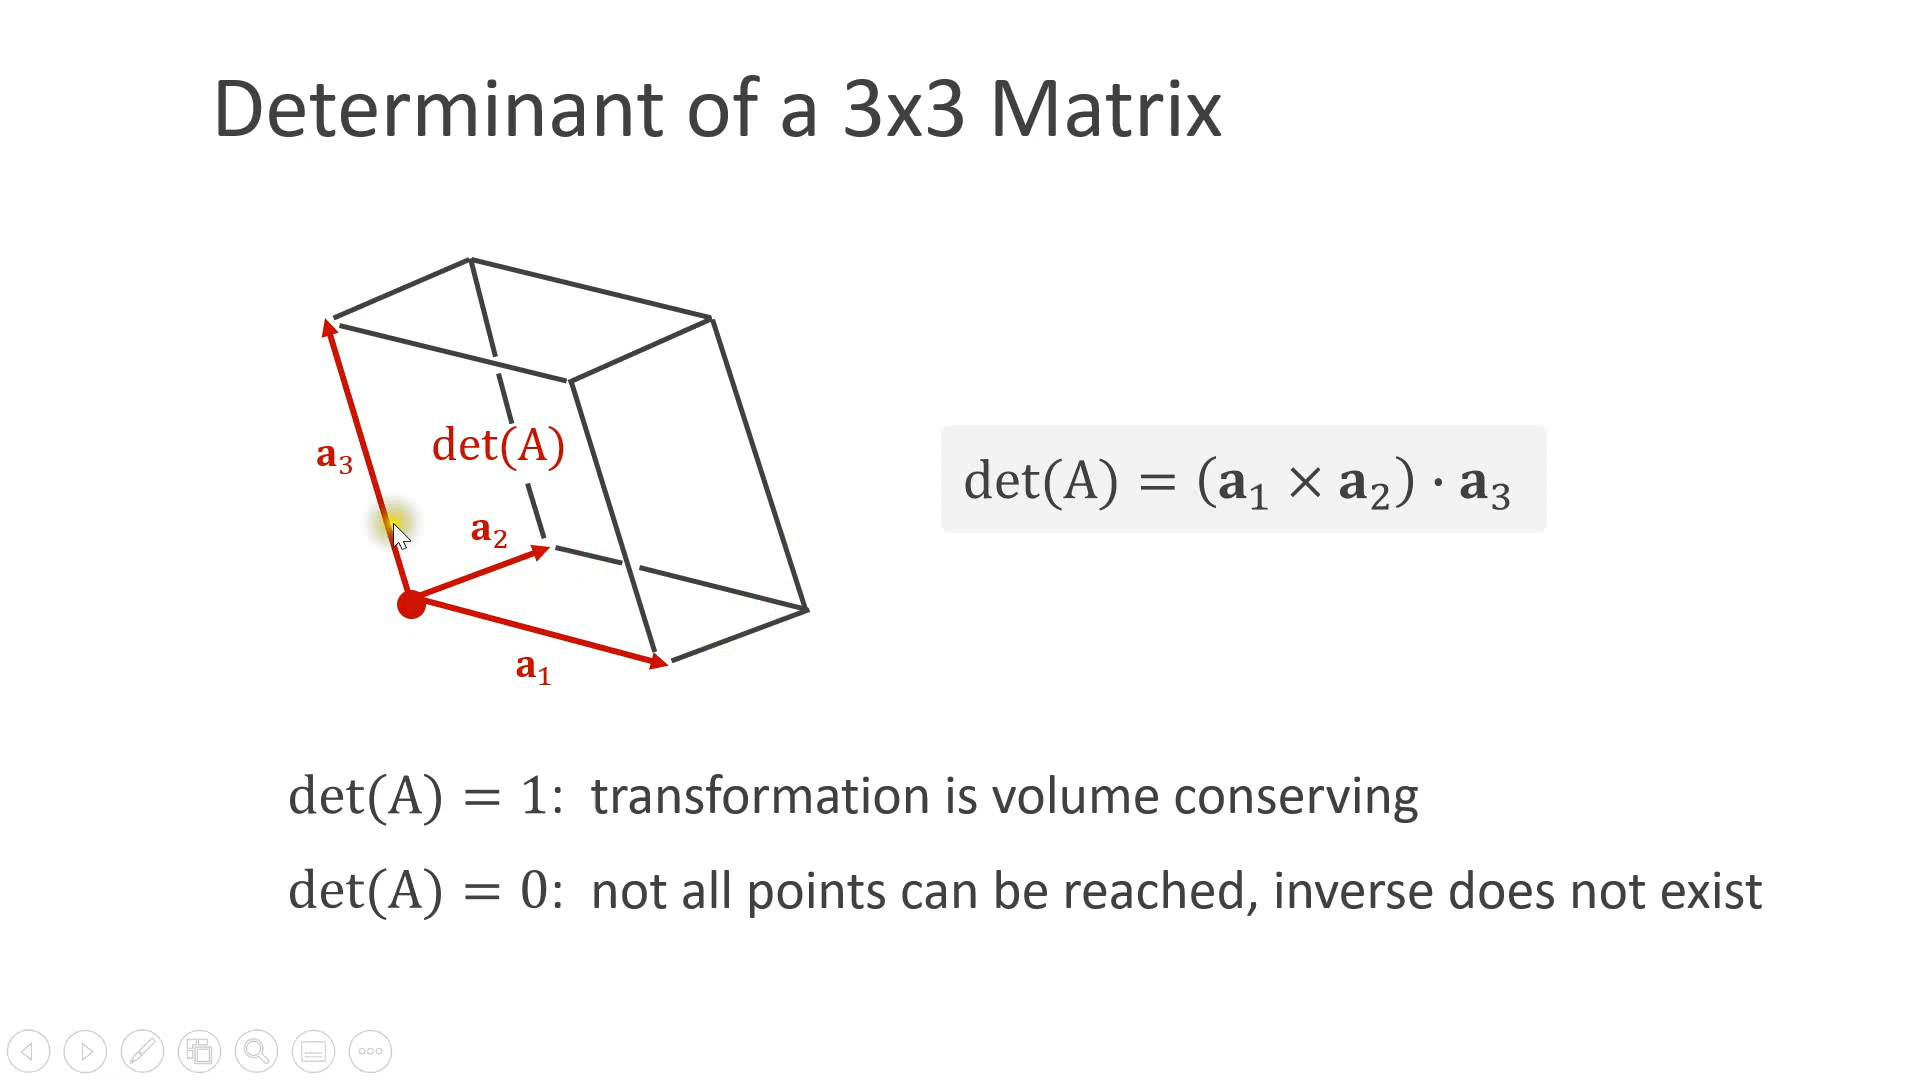 Determinant of a 3x3 Matrix
a₃
det(A)
a₂
a₁
det(A) = (a₁ × a₂) · a₃
det(A) = 1: transformation is volume conserving
det(A) = 0: not all points can be reached, inverse does not exist